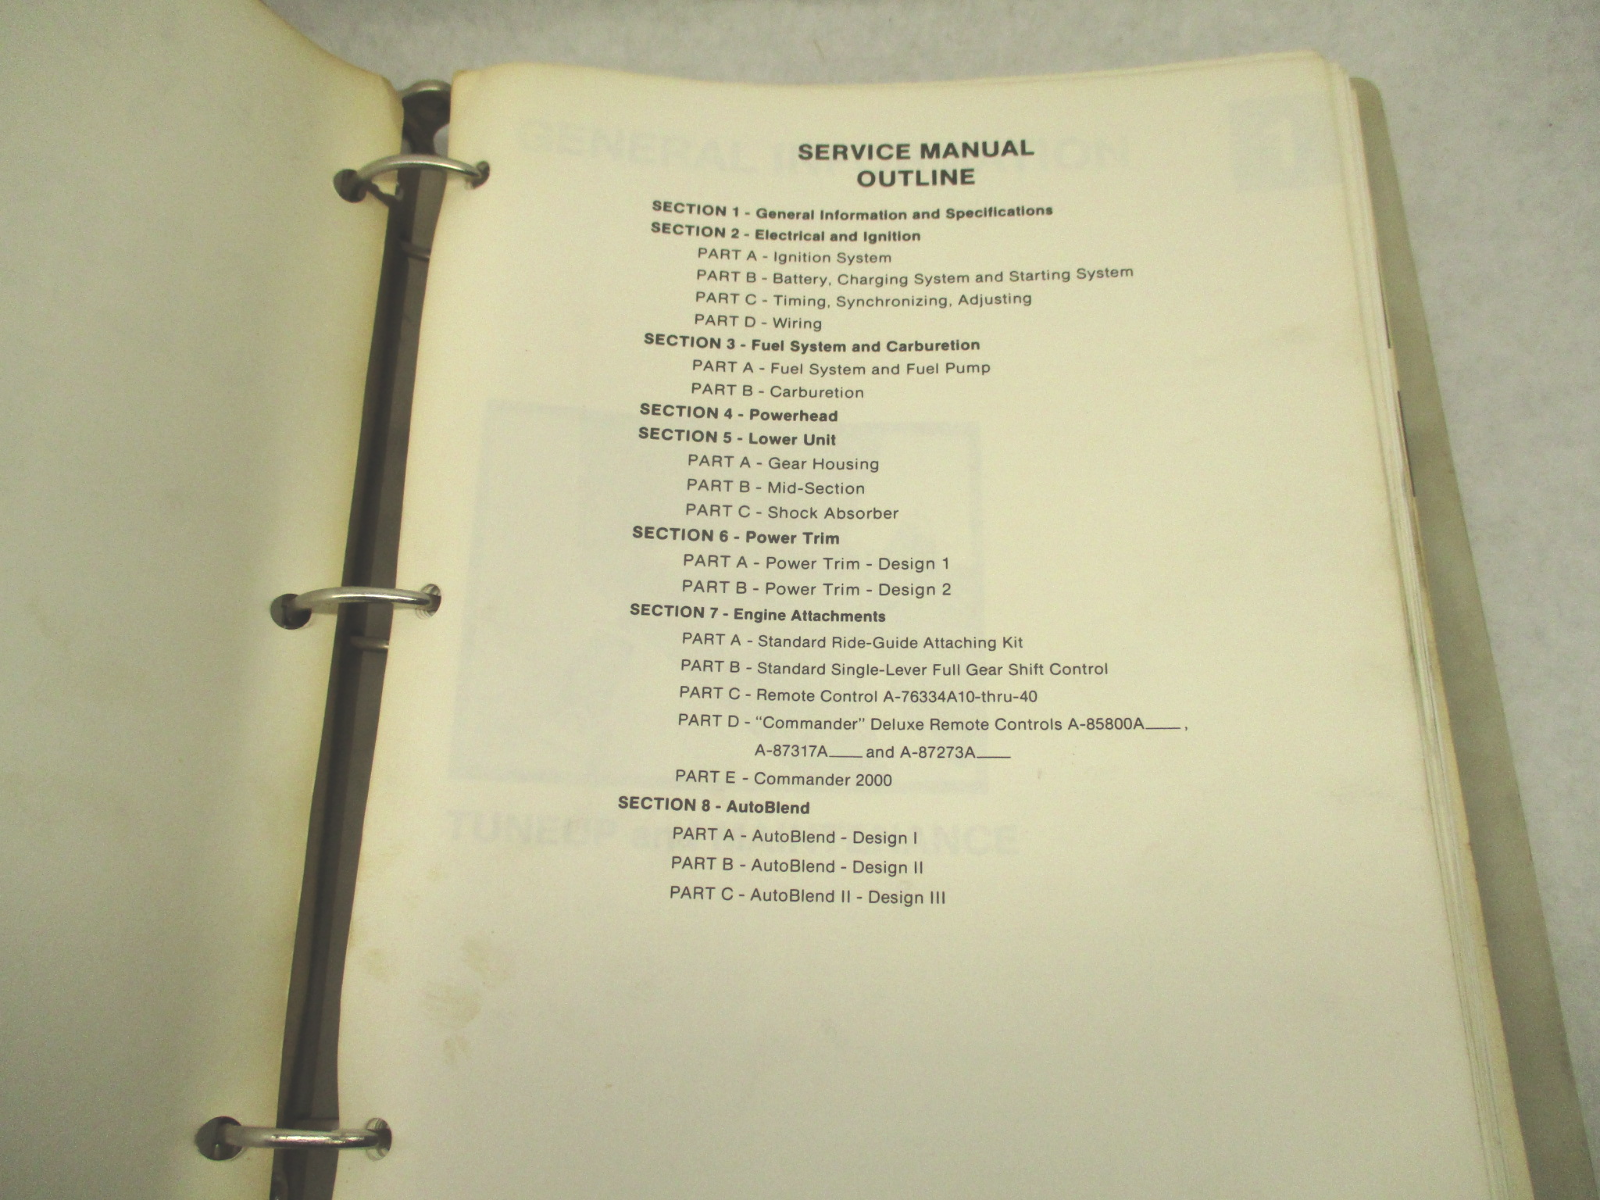 SERVICE MANUAL
OUTLINE
SECTION 1 - General Information and Specifications
SECTION 2 - Electrical and Ignition
PART A - Ignition System
PART B - Battery, Charging System and Starting System
PART C - Timing, Synchronizing, Adjusting
PART D - Wiring
SECTION 3 - Fuel System and Carburetion
PART A - Fuel System and Fuel Pump
PART B - Carburetion
SECTION 4 - Powerhead
SECTION 5 - Lower Unit
PART A - Gear Housing
PART B - Mid-Section
PART C - Shock Absorber
SECTION 6 - Power Trim
PART A - Power Trim - Design 1
PART B - Power Trim - Design 2
SECTION 7 - Engine Attachments
PART A - Standard Ride-Guide Attaching Kit
PART B - Standard Single-Lever Full Gear Shift Control
PART C - Remote Control A-76334A10-thru-40
PART D - "Commander" Deluxe Remote Controls A-85800A____,
A-87317A____ and A-87273A____
PART E - Commander 2000
SECTION 8 - AutoBlend
PART A - AutoBlend - Design I
PART B - AutoBlend - Design II
PART C - AutoBlend II - Design III